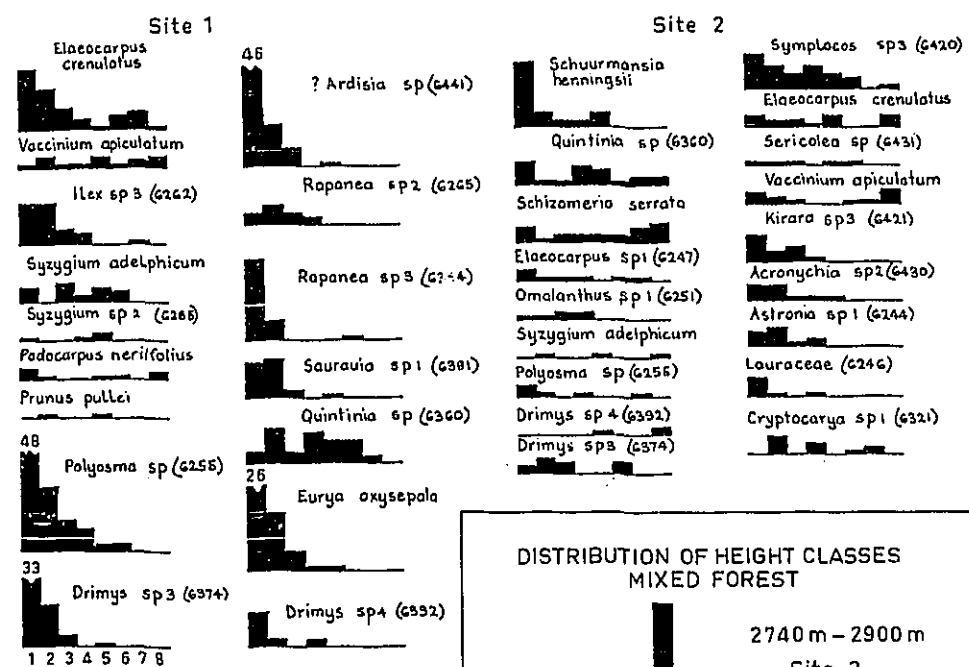 Site 1
Elaeocarpus
crenulatus
Vaccinium apiculatum
Ilex sp 3 (6262)
Syzygium adelphicum
Syzygium sp 2
Podocarpus neriifolius
Prunus pullei
48
Polyosma sp (6255)
33
Drimys sp 3 (6374)
1 2 3 4 5 6 7 8
46
? Ardisia sp (6441)
Rapanea sp 2 (6265)
Rapanea sp 3
Saurauia sp 1 (6391)
Quintinia sp (6360)
26
Eurya oxysepala
Drimys sp 4 (6392)
Site 2
Schuurmansia
henningsii
Quintinia sp (6360)
Schizomeria serrata
Elaeocarpus sp 1 (6247)
Omalanthus sp 1 (6251)
Syzygium adelphicum
Polyosma sp (6255)
Drimys sp 4 (6392)
Drimys sp 3 (6374)
Symplocos sp 3 (6420)
Elaeocarpus crenulatus
Sericolea sp (6431)
Vaccinium apiculatum
Kirara sp 3 (6421)
Acronychia sp 2 (6430)
Astronia sp 1 (6244)
Lauraceae (6246)
Cryptocarya sp 1 (6321)
DISTRIBUTION OF HEIGHT CLASSES
MIXED FOREST
2740 m – 2900 m